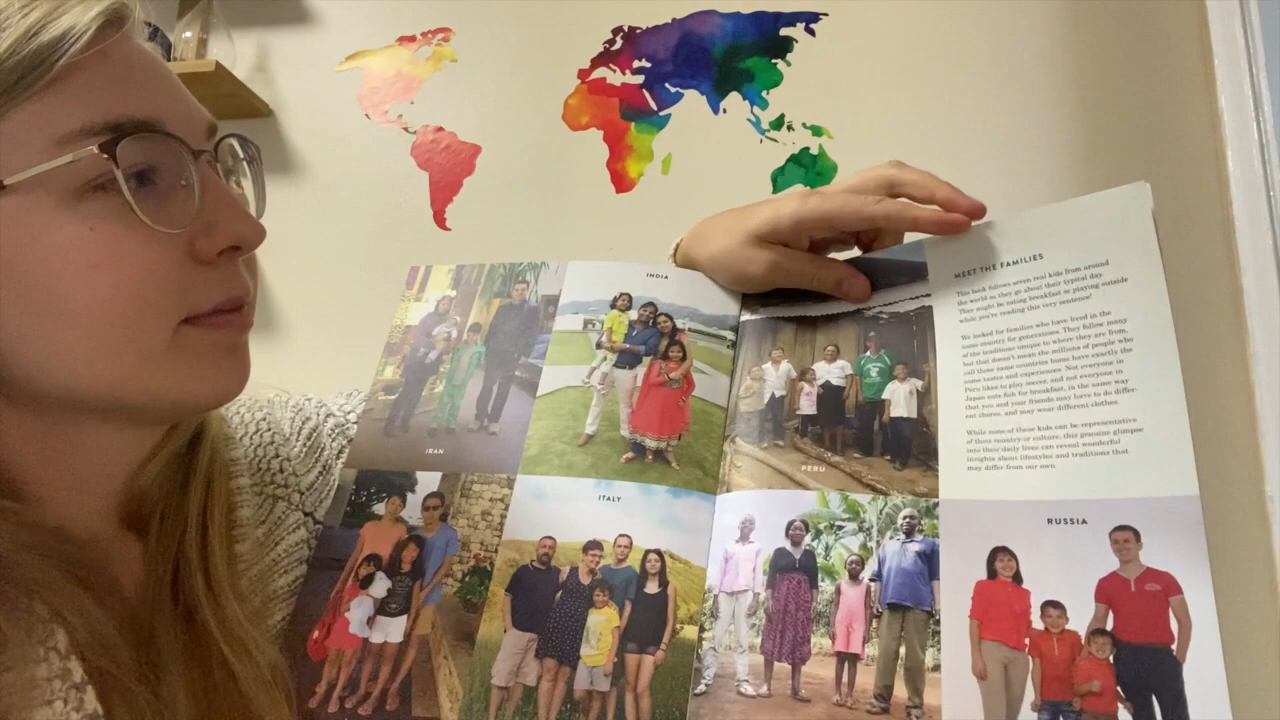 INDIA
IRAN
ITALY
PERU
MEET THE FAMILIES
This book follows seven real kids from around
the world as they go about their typical day.
They might be eating breakfast or playing outside
while you're reading this very sentence!
We looked for families who have lived in the
same country for generations. They follow many
of the traditions unique to where they are from,
but that doesn't mean the millions of people who
call those same countries home have exactly the
same tastes and experiences. Not everyone in
Peru likes to play soccer, and not everyone in
Japan eats fish for breakfast, in the same way
that you and your friends may have to do differ-
ent chores, and may wear different clothes.
While none of these kids can be representative
of their country or culture, this genuine glimpse
into their daily lives can reveal wonderful
insights about lifestyles and traditions that
may differ from our own.
RUSSIA